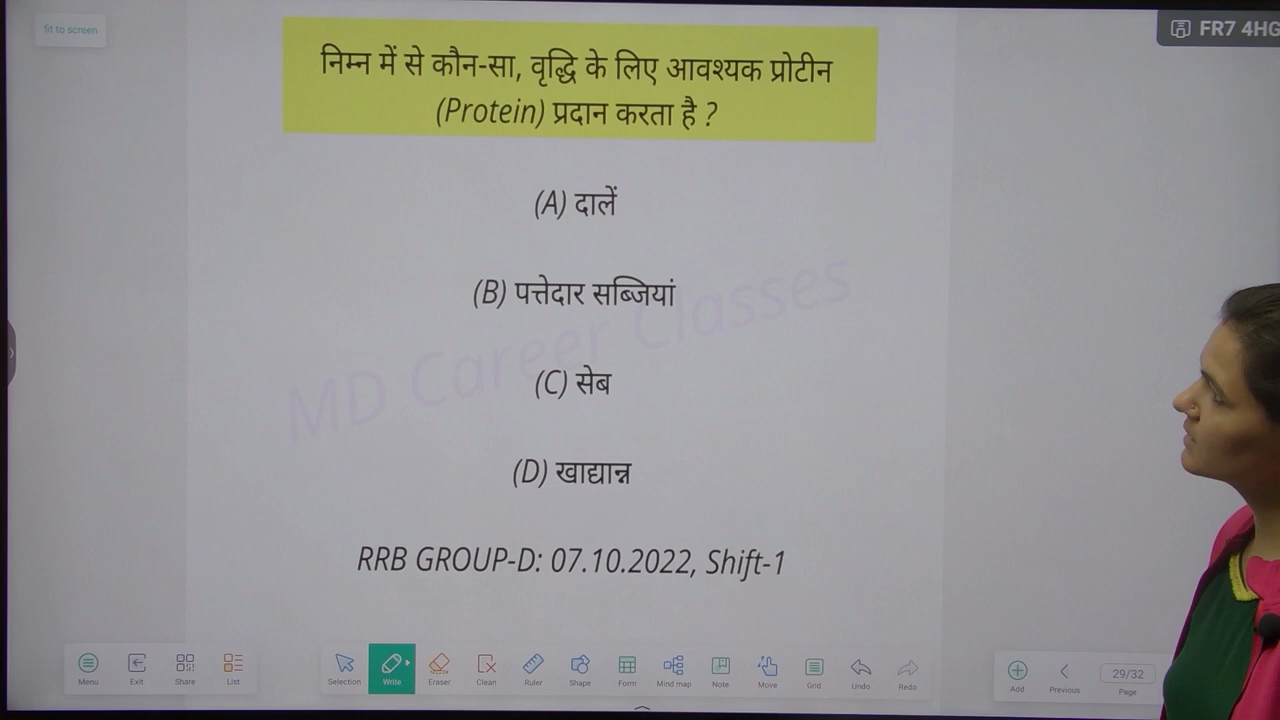 fit to screen
FR7 4HG
निम्न में से कौन-सा, वृद्धि के लिए आवश्यक प्रोटीन
(Protein) प्रदान करता है ?
(A) दालें
(B) पत्तेदार सब्जियां
(C) सेब
(D) खाद्यान्न
MD Career Classes
RRB GROUP-D: 07.10.2022, Shift-1
Menu Exit Share List Selection Write Eraser Clean Ruler Shape Form Mind map Note Move Grid Undo Redo Add Previous 29/32 Page